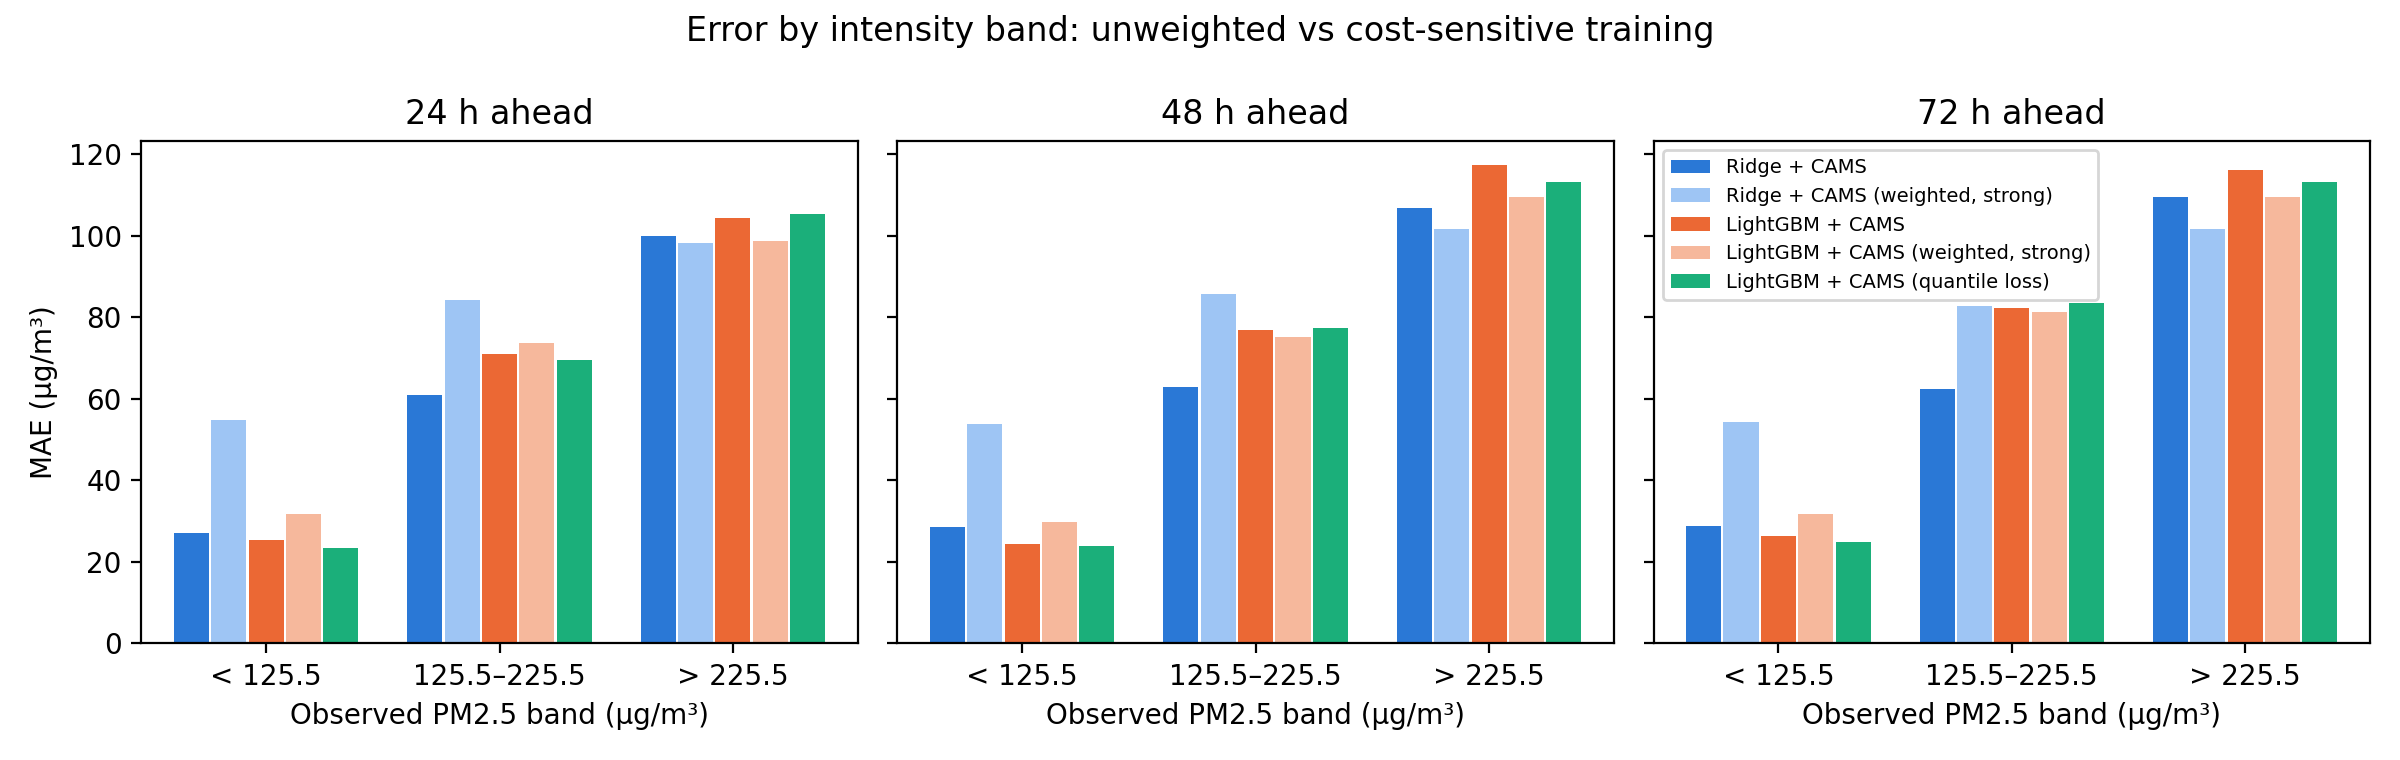 Error by intensity band: unweighted vs cost-sensitive training
24 h ahead
48 h ahead
72 h ahead
MAE (µg/m³)
120
100
80
60
40
20
0
Ridge + CAMS
Ridge + CAMS (weighted, strong)
LightGBM + CAMS
LightGBM + CAMS (weighted, strong)
LightGBM + CAMS (quantile loss)
< 125.5 125.5–225.5 > 225.5
Observed PM2.5 band (µg/m³)
< 125.5 125.5–225.5 > 225.5
Observed PM2.5 band (µg/m³)
< 125.5 125.5–225.5 > 225.5
Observed PM2.5 band (µg/m³)